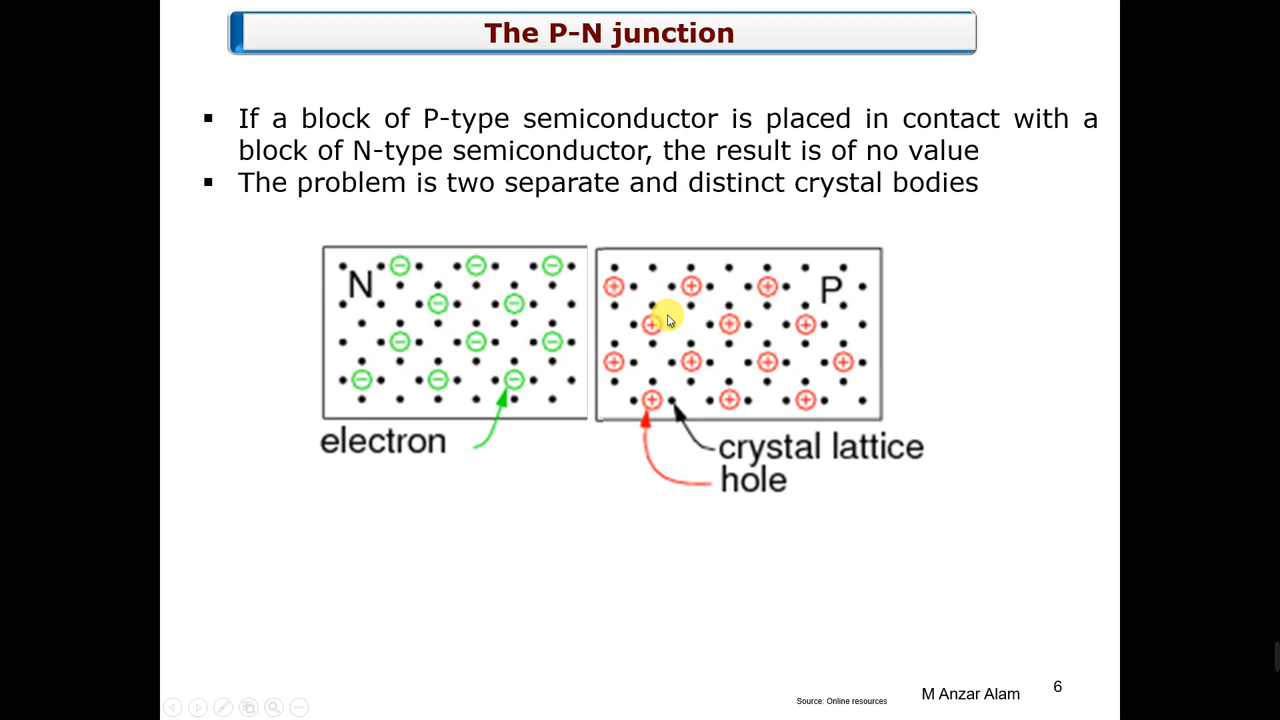 The P-N junction
▪ If a block of P-type semiconductor is placed in contact with a
block of N-type semiconductor, the result is of no value
▪ The problem is two separate and distinct crystal bodies
N
P
electron
crystal lattice
hole
Source: Online resources
M Anzar Alam
6